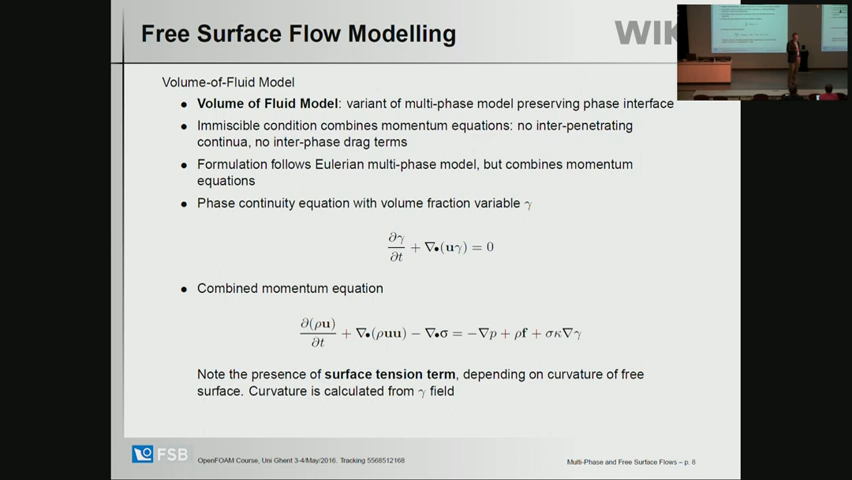 Free Surface Flow Modelling
WIK
Volume-of-Fluid Model
• Volume of Fluid Model: variant of multi-phase model preserving phase interface
• Immiscible condition combines momentum equations: no inter-penetrating
continua, no inter-phase drag terms
• Formulation follows Eulerian multi-phase model, but combines momentum
equations
• Phase continuity equation with volume fraction variable γ
∂γ/∂t + ∇•(uγ) = 0
• Combined momentum equation
∂(ρu)/∂t + ∇•(ρuu) − ∇•σ = −∇p + ρf + σκ∇γ
Note the presence of surface tension term, depending on curvature of free
surface. Curvature is calculated from γ field
FSB
OpenFOAM Course, Uni Ghent 3-4/May/2016. Tracking 5568512168
Multi-Phase and Free Surface Flows – p. 6